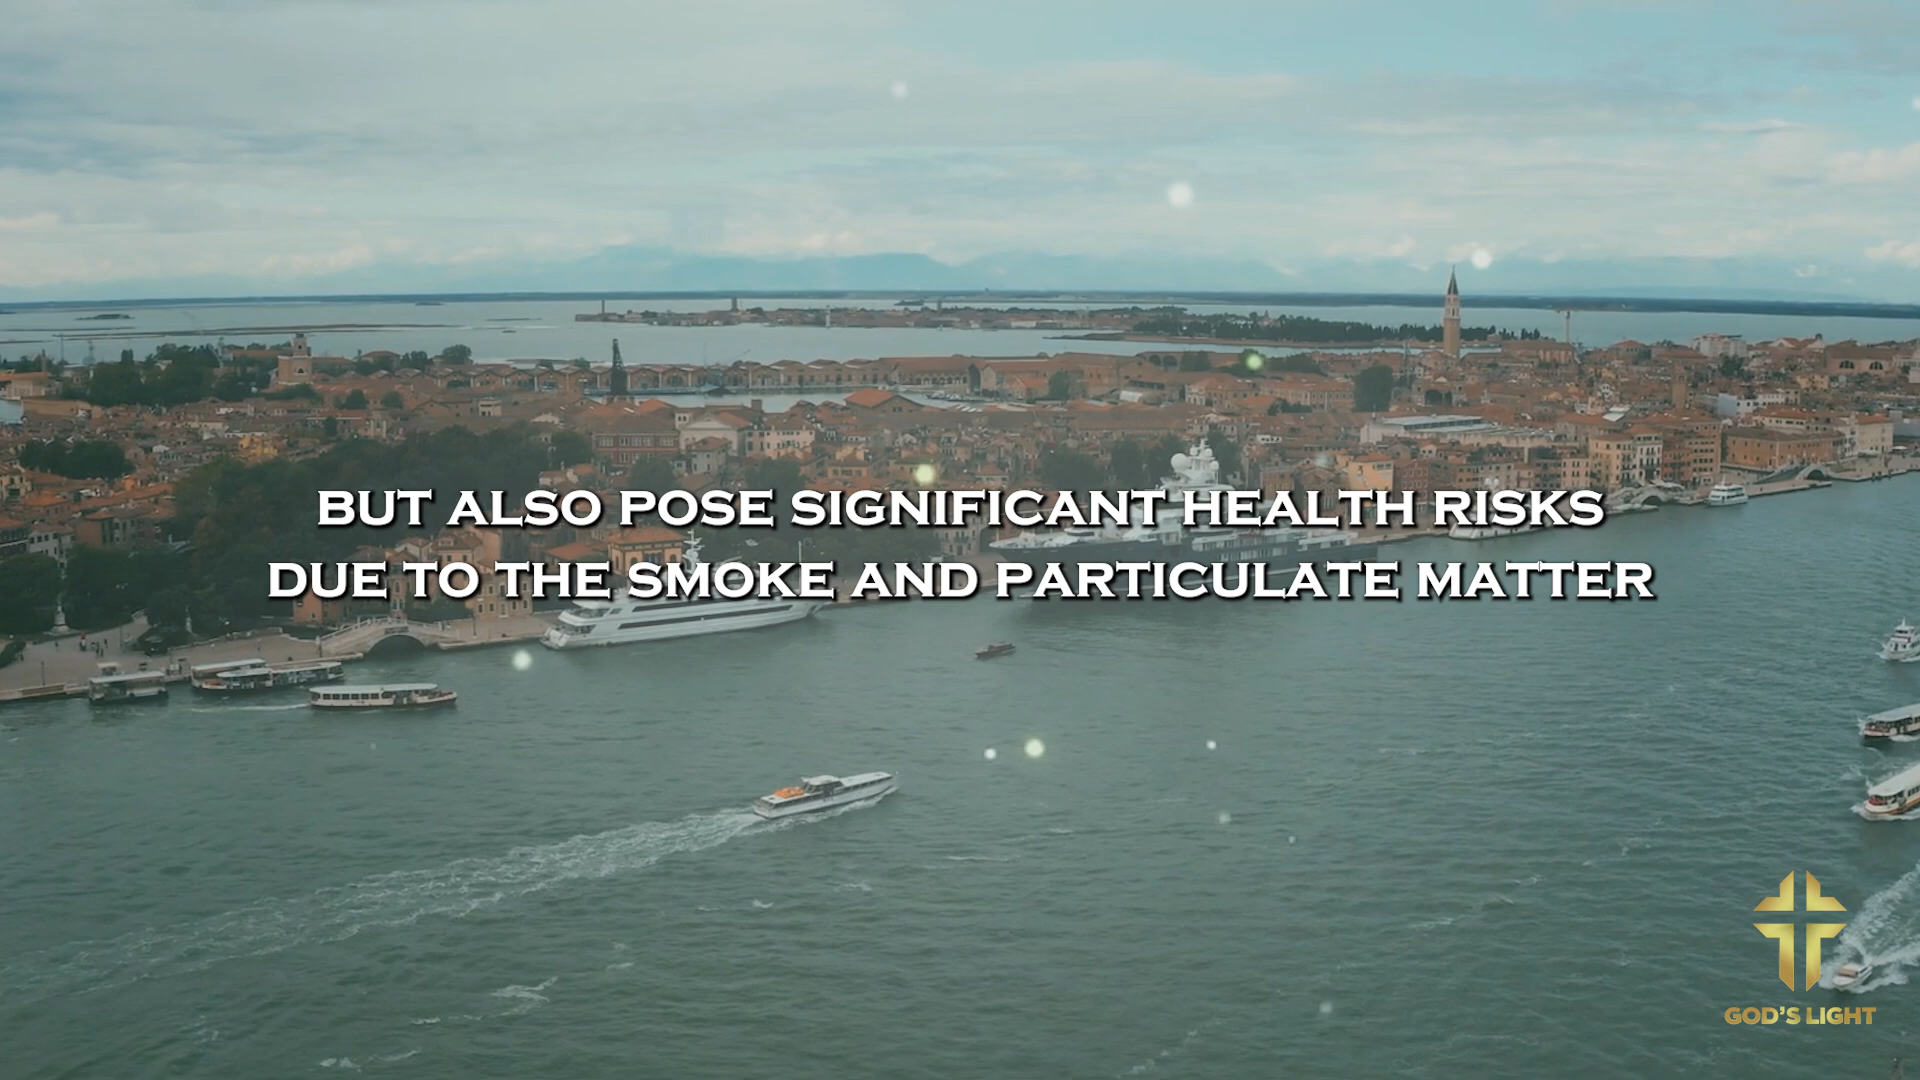 BUT ALSO POSE SIGNIFICANT HEALTH RISKS
DUE TO THE SMOKE AND PARTICULATE MATTER
GOD'S LIGHT